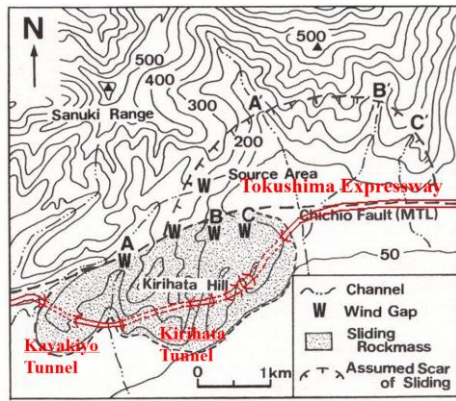 N
500
500
400
Sanuki Range
300
A'
B'
C'
200
W
Source Area
Tokushima Expressway
A
W
W
B
W
C
W
Chichio Fault (MTL)
50
Kirihata Hill
Kayakiyo
Tunnel
Kirihata
Tunnel
0 1km
Channel
W Wind Gap
Sliding
Rockmass
Assumed Scar
of Sliding